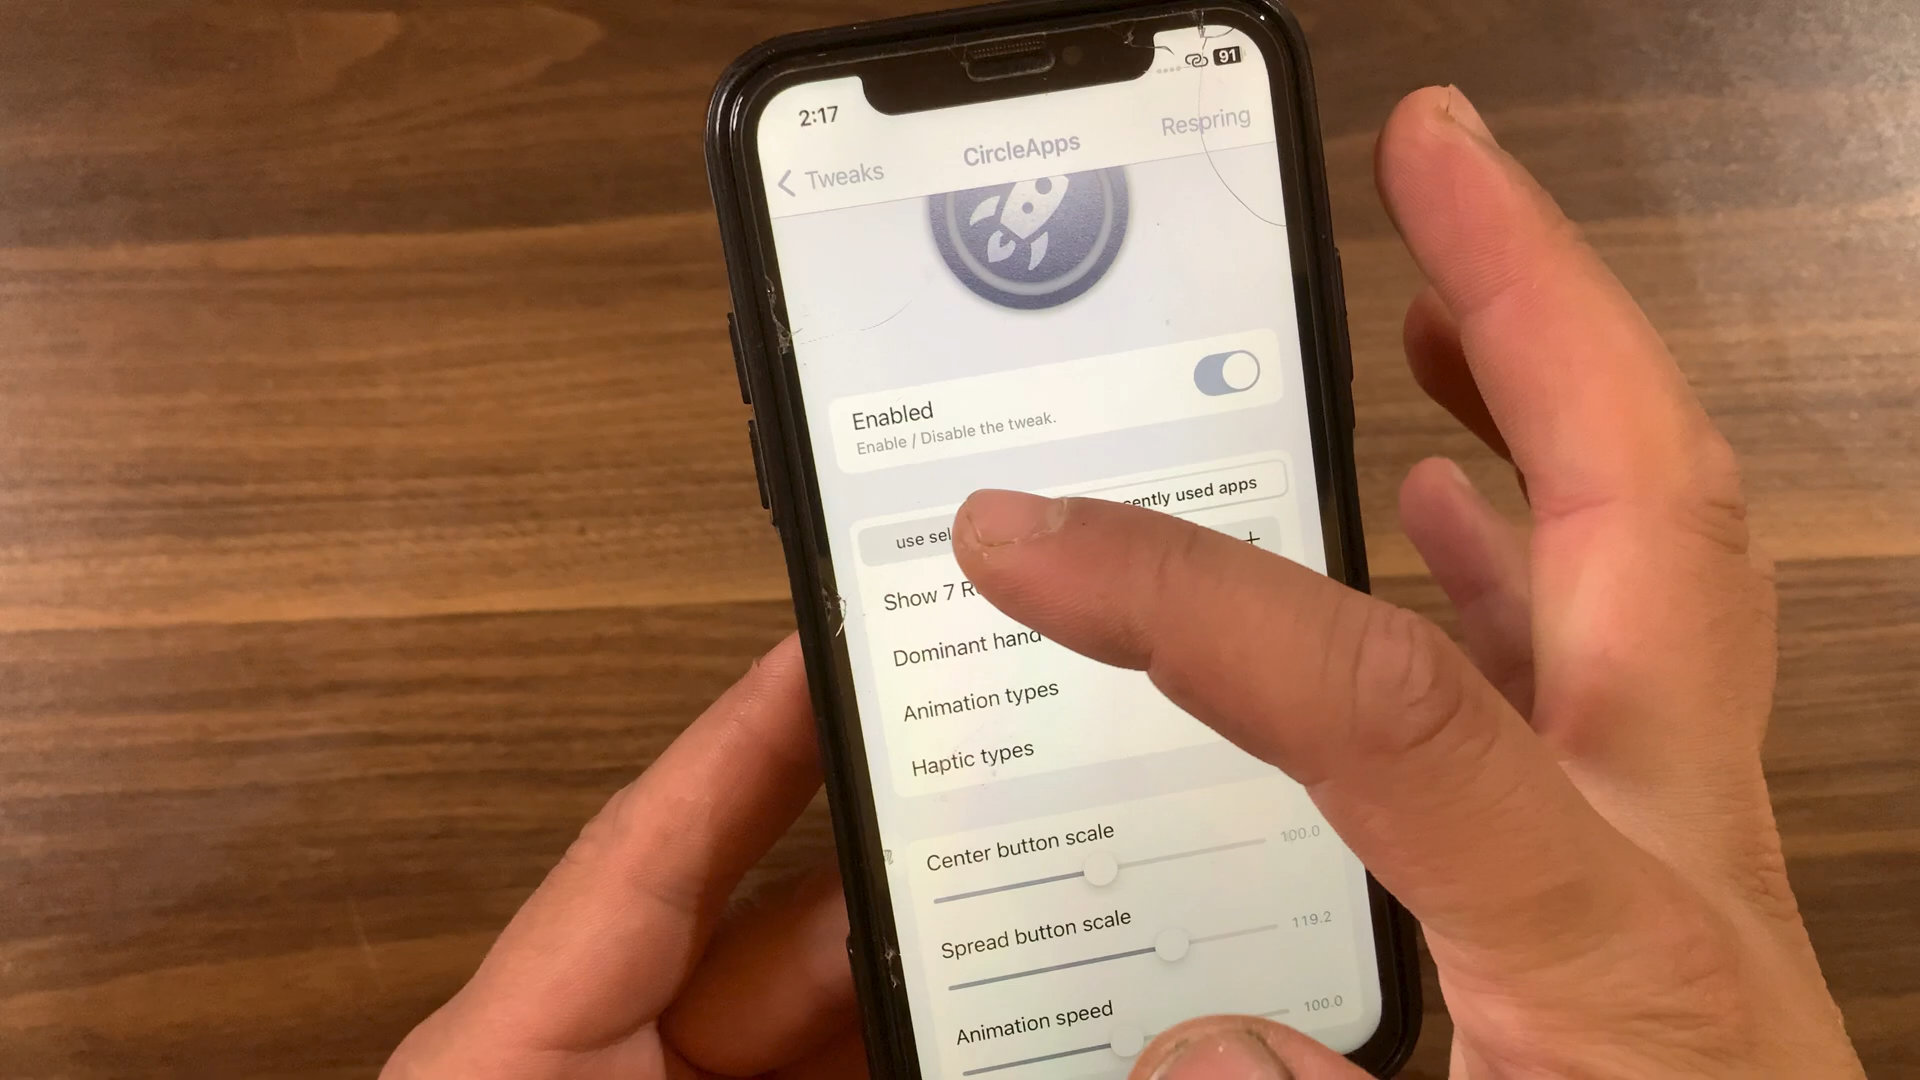 2:17
91
Tweaks
CircleApps
Respring
Enabled
Enable / Disable the tweak.
use sel
cently used apps
Show 7 R
+
Dominant hand
Animation types
Haptic types
Center button scale
100.0
Spread button scale
119.2
Animation speed
100.0